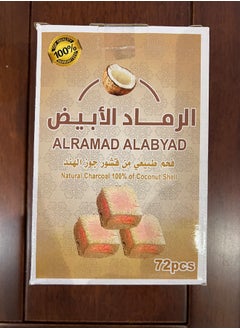 100%
الرماد الأبيض
ALRAMAD ALABYAD
فحم طبيعي من قشور جوز الهند
Natural Charcoal 100% of Coconut Shell
72pcs